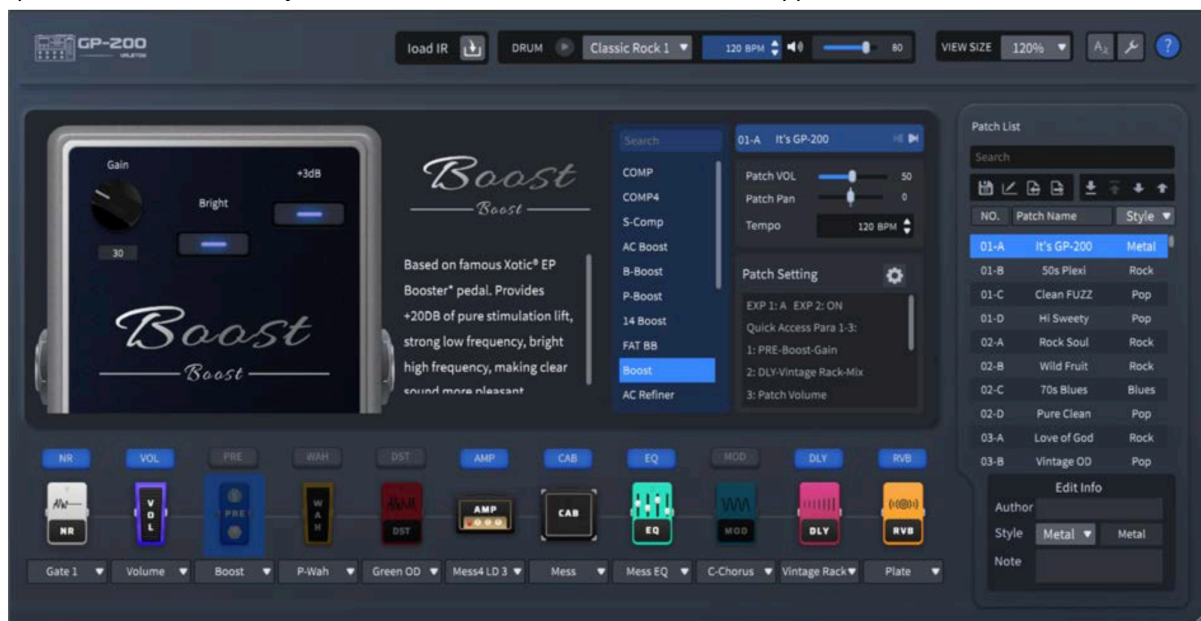 GP-200
VALETON
load IR
DRUM
Classic Rock 1
120 BPM
80
VIEW SIZE
120%
?
Gain
+3dB
Bright
30
Boost
Boost
Boost
Boost
Based on famous Xotic® EP
Booster* pedal. Provides
+20DB of pure stimulation lift,
strong low frequency, bright
high frequency, making clear
sound more pleasant
Search
COMP
COMP4
S-Comp
AC Boost
B-Boost
P-Boost
14 Boost
FAT BB
Boost
AC Refiner
01-A It's GP-200
Patch VOL 50
Patch Pan 0
Tempo 120 BPM
Patch Setting
EXP 1: A EXP 2: ON
Quick Access Para 1-3:
1: PRE-Boost-Gain
2: DLY-Vintage Rack-Mix
3: Patch Volume
Patch List
Search
NO. Patch Name Style
01-A It's GP-200 Metal
01-B 50s Plexi Rock
01-C Clean FUZZ Pop
01-D Hi Sweety Pop
02-A Rock Soul Rock
02-B Wild Fruit Rock
02-C 70s Blues Blues
02-D Pure Clean Pop
03-A Love of God Rock
03-B Vintage OD Pop
Edit Info
Author
Style Metal Metal
Note
NR VOL PRE WAH DST AMP CAB EQ MOD DLY RVB
NR VOL PRE WAH DST AMP CAB EQ MOD DLY RVB
Gate 1 Volume Boost P-Wah Green OD Mess4 LD 3 Mess Mess EQ C-Chorus Vintage Rack Plate